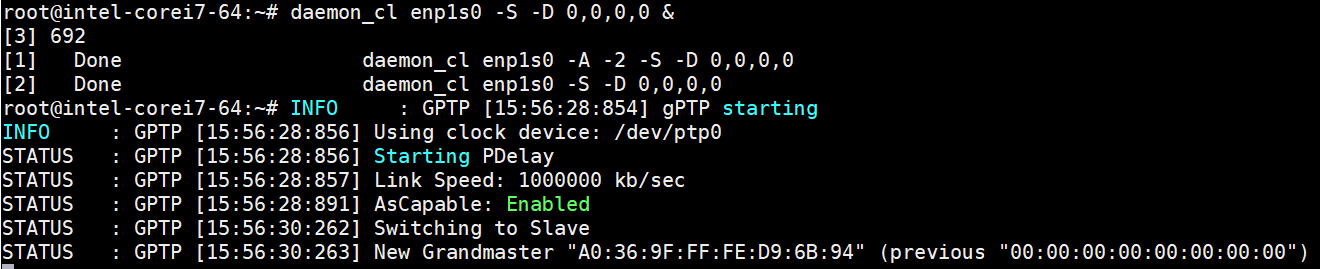 root@intel-corei7-64:~# daemon_cl enp1s0 -S -D 0,0,0,0 &
[3] 692
[1]   Done                    daemon_cl enp1s0 -A -2 -S -D 0,0,0,0
[2]   Done                    daemon_cl enp1s0 -S -D 0,0,0,0
root@intel-corei7-64:~# INFO     : GPTP [15:56:28:854] gPTP starting
INFO     : GPTP [15:56:28:856] Using clock device: /dev/ptp0
STATUS   : GPTP [15:56:28:856] Starting PDelay
STATUS   : GPTP [15:56:28:857] Link Speed: 1000000 kb/sec
STATUS   : GPTP [15:56:28:891] AsCapable: Enabled
STATUS   : GPTP [15:56:30:262] Switching to Slave
STATUS   : GPTP [15:56:30:263] New Grandmaster "A0:36:9F:FF:FE:D9:6B:94" (previous "00:00:00:00:00:00:00:00")